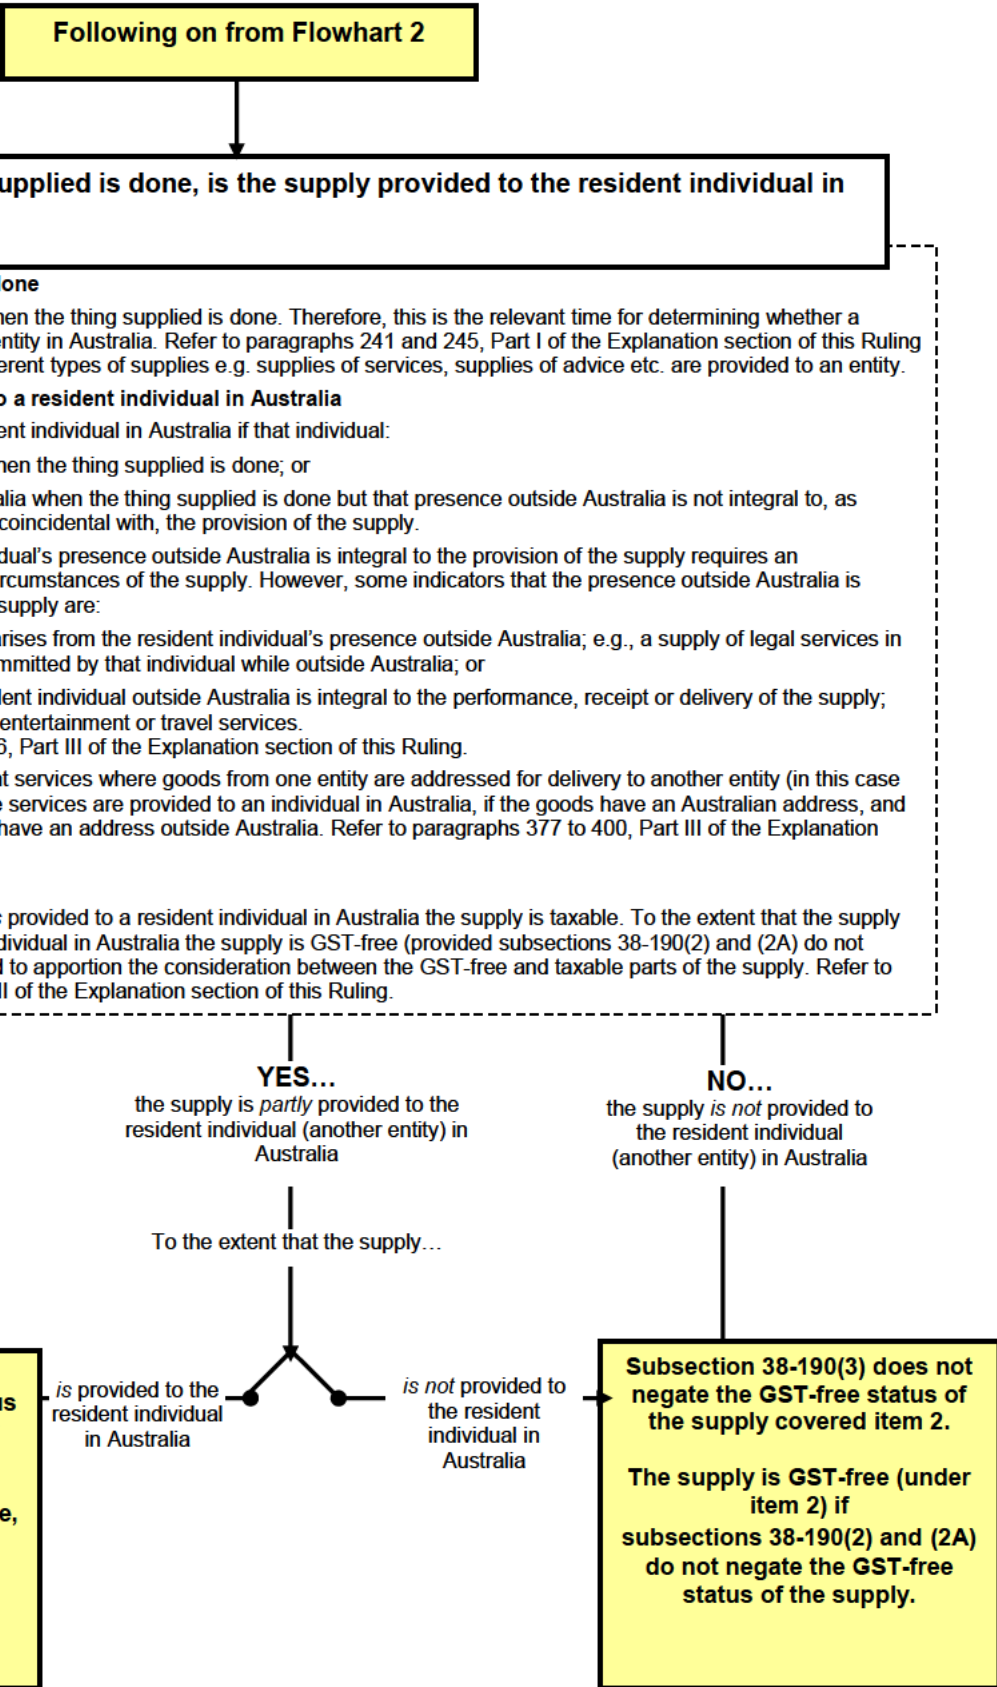 Following on from Flowhart 2
supplied is done, is the supply provided to the resident individual in
done
when the thing supplied is done. Therefore, this is the relevant time for determining whether a
entity in Australia. Refer to paragraphs 241 and 245, Part I of the Explanation section of this Ruling
erent types of supplies e.g. supplies of services, supplies of advice etc. are provided to an entity.
o a resident individual in Australia
ent individual in Australia if that individual:
hen the thing supplied is done; or
alia when the thing supplied is done but that presence outside Australia is not integral to, as
coincidental with, the provision of the supply.
dual's presence outside Australia is integral to the provision of the supply requires an
rcumstances of the supply. However, some indicators that the presence outside Australia is
supply are:
arises from the resident individual's presence outside Australia; e.g., a supply of legal services in
mmitted by that individual while outside Australia; or
dent individual outside Australia is integral to the performance, receipt or delivery of the supply;
entertainment or travel services.
6, Part III of the Explanation section of this Ruling.
nt services where goods from one entity are addressed for delivery to another entity (in this case
e services are provided to an individual in Australia, if the goods have an Australian address, and
have an address outside Australia. Refer to paragraphs 377 to 400, Part III of the Explanation
provided to a resident individual in Australia the supply is taxable. To the extent that the supply
dividual in Australia the supply is GST-free (provided subsections 38-190(2) and (2A) do not
d to apportion the consideration between the GST-free and taxable parts of the supply. Refer to
II of the Explanation section of this Ruling.
YES…
the supply is partly provided to the
resident individual (another entity) in
Australia
NO…
the supply is not provided to
the resident individual
(another entity) in Australia
To the extent that the supply…
us
e,
is provided to the
resident individual
in Australia
is not provided to
the resident
individual in
Australia
Subsection 38-190(3) does not
negate the GST-free status of
the supply covered item 2.
The supply is GST-free (under
item 2) if
subsections 38-190(2) and (2A)
do not negate the GST-free
status of the supply.